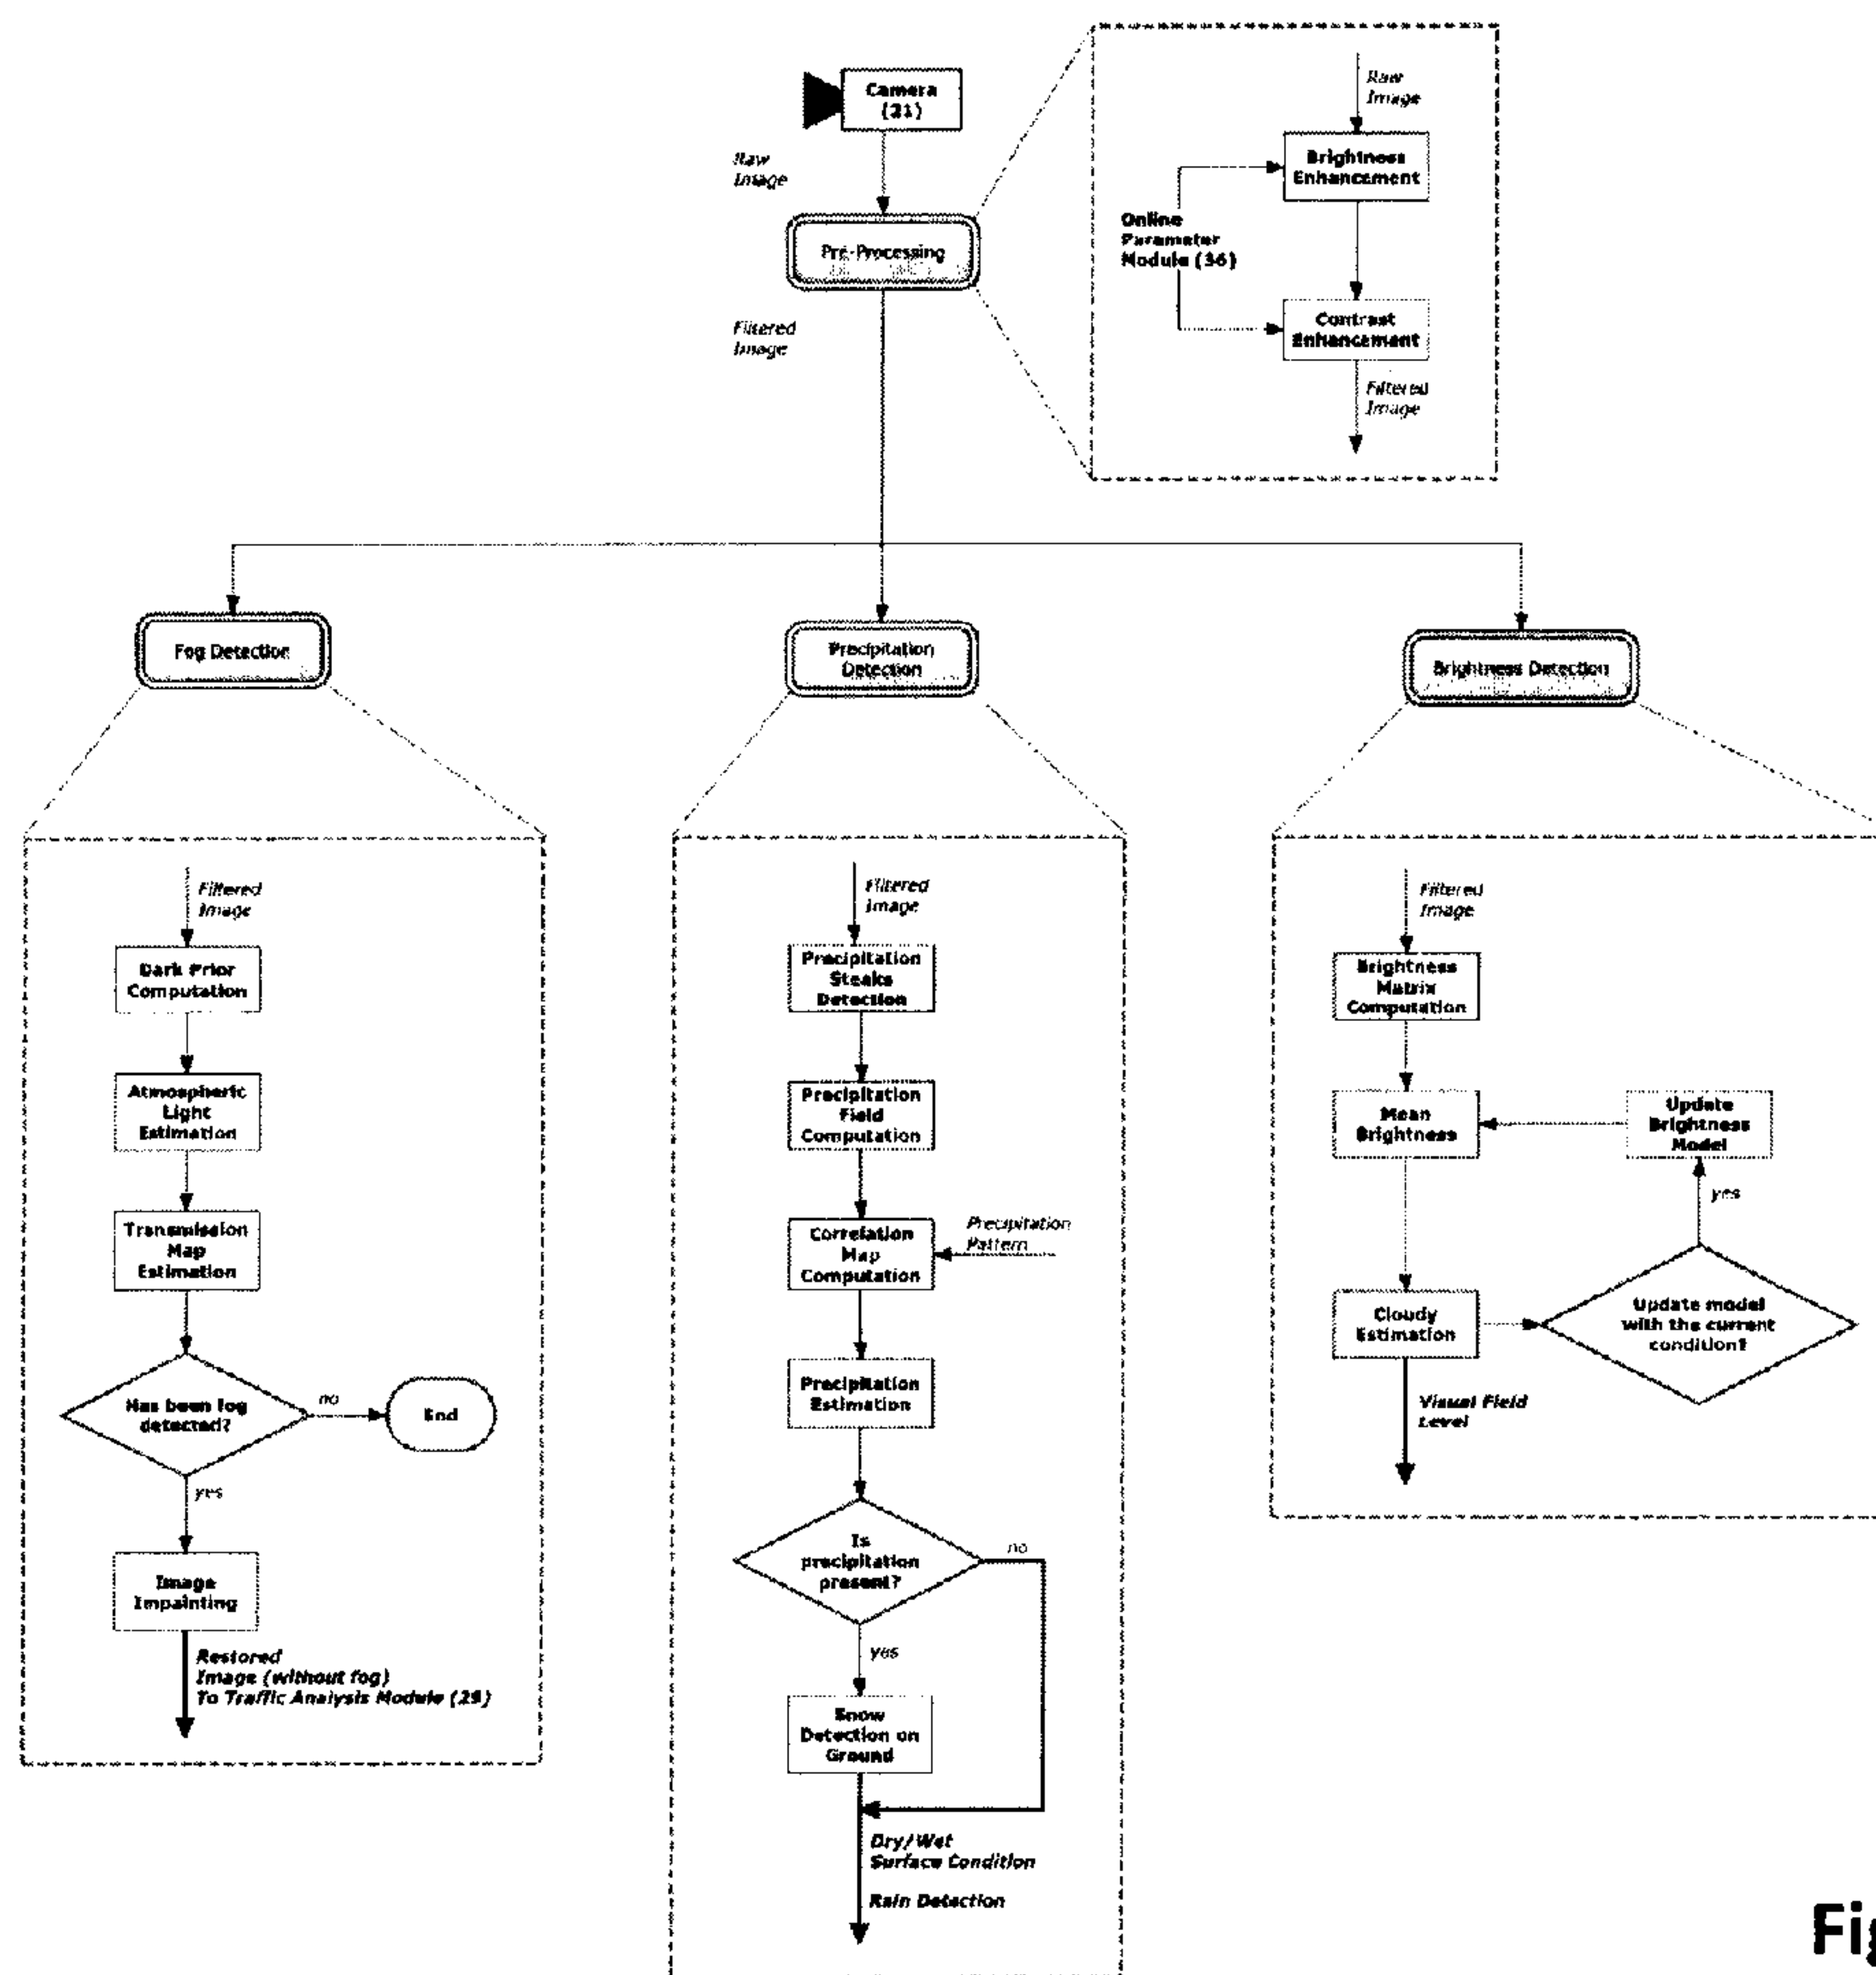 Camera
(21)
Raw
Image
Pre-Processing
Filtered
Image
Raw
Image
Brightness
Enhancement
Online
Parameter
Module (36)
Contrast
Enhancement
Filtered
Image
Fog Detection
Precipitation
Detection
Brightness Detection
Filtered
Image
Dark Prior
Computation
Atmospheric
Light
Estimation
Transmission
Map
Estimation
Has been fog
detected?
no
End
yes
Image
Impainting
Restored
Image (without fog)
To Traffic Analysis Module (25)
Filtered
Image
Precipitation
Steaks
Detection
Precipitation
Field
Computation
Correlation
Map
Computation
Precipitation
Pattern
Precipitation
Estimation
Is
precipitation
present?
no
yes
Snow
Detection on
Ground
Dry/Wet
Surface Condition
Rain Detection
Filtered
Image
Brightness
Matrix
Computation
Mean
Brightness
Update
Brightness
Model
yes
Cloudy
Estimation
Update model
with the current
condition?
Visual Field
Level
Fig